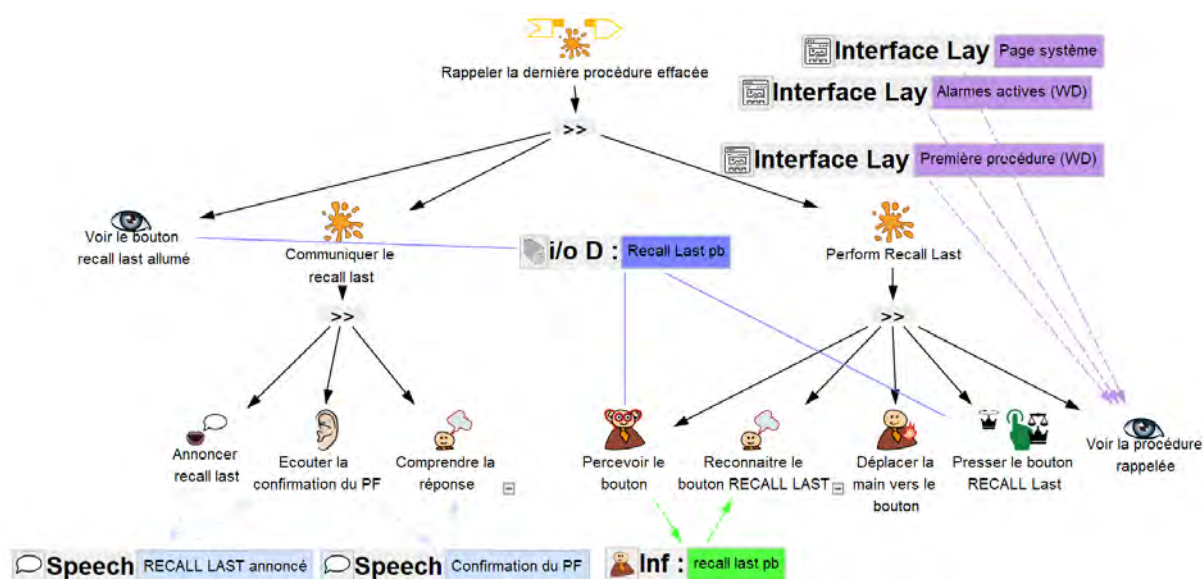 Rappeler la dernière procédure effacée
>>
Interface Lay Page système
Interface Lay Alarmes actives (WD)
Interface Lay Première procédure (WD)
Voir le bouton
recall last allumé
Communiquer le
recall last
i/o D : Recall Last pb
Perform Recall Last
>>
>>
Annoncer
recall last
Ecouter la
confirmation du PF
Comprendre la
réponse
Percevoir le
bouton
Reconnaitre le
bouton RECALL LAST
Déplacer la
main vers le
bouton
Presser le bouton
RECALL Last
Voir la procédure
rappelée
Speech RECALL LAST annoncé
Speech Confirmation du PF
Inf : recall last pb